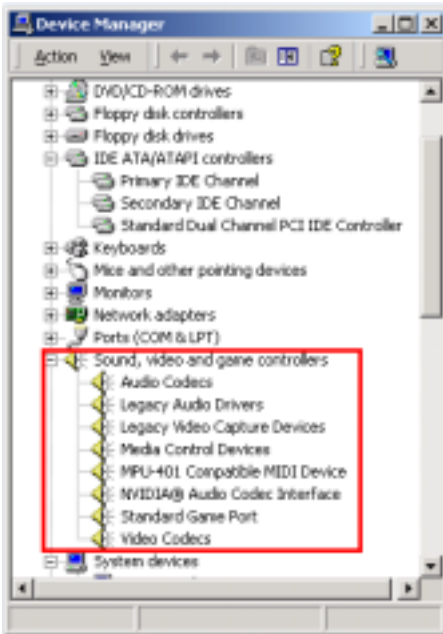 Device Manager
Action View
DVD/CD-ROM drives
Floppy disk controllers
Floppy disk drives
IDE ATA/ATAPI controllers
Primary IDE Channel
Secondary IDE Channel
Standard Dual Channel PCI IDE Controller
Keyboards
Mice and other pointing devices
Monitors
Network adapters
Ports (COM & LPT)
Sound, video and game controllers
Audio Codecs
Legacy Audio Drivers
Legacy Video Capture Devices
Media Control Devices
MPU-401 Compatible MIDI Device
NVIDIA® Audio Codec Interface
Standard Game Port
Video Codecs
System devices